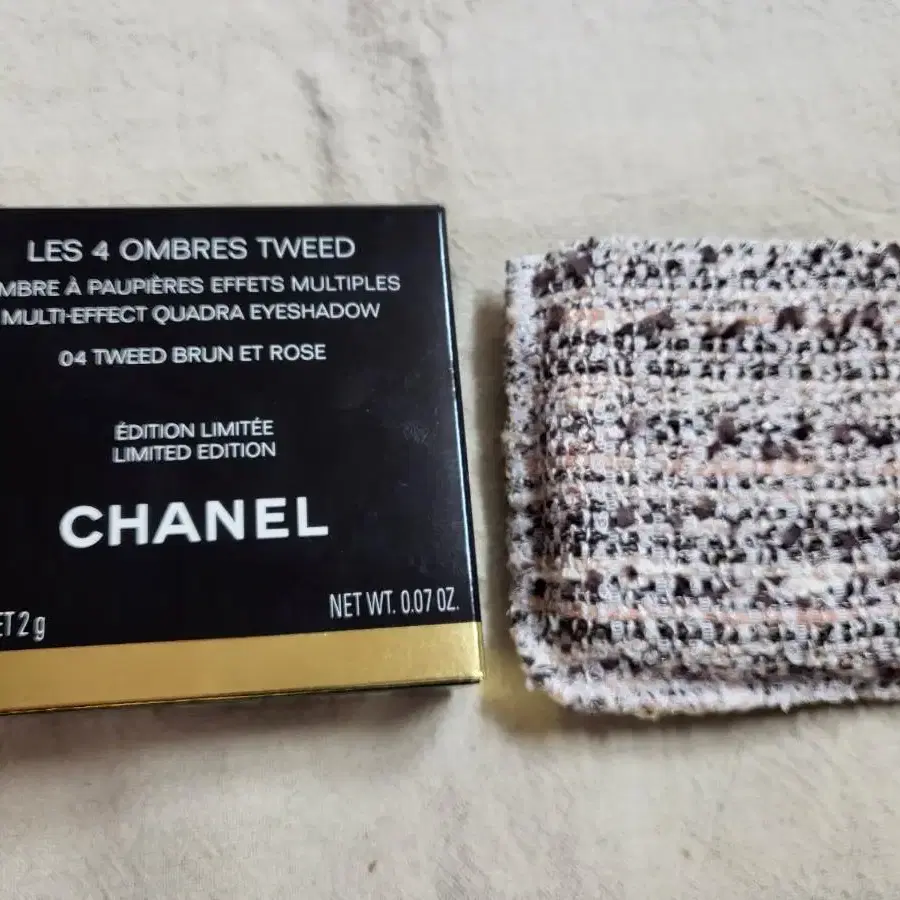 LES 4 OMBRES TWEED
MBRE À PAUPIÈRES EFFETS MULTIPLES
MULTI-EFFECT QUADRA EYESHADOW
04 TWEED BRUN ET ROSE
ÉDITION LIMITÉE
LIMITED EDITION
CHANEL
ET 2 g
NET WT. 0.07 OZ.